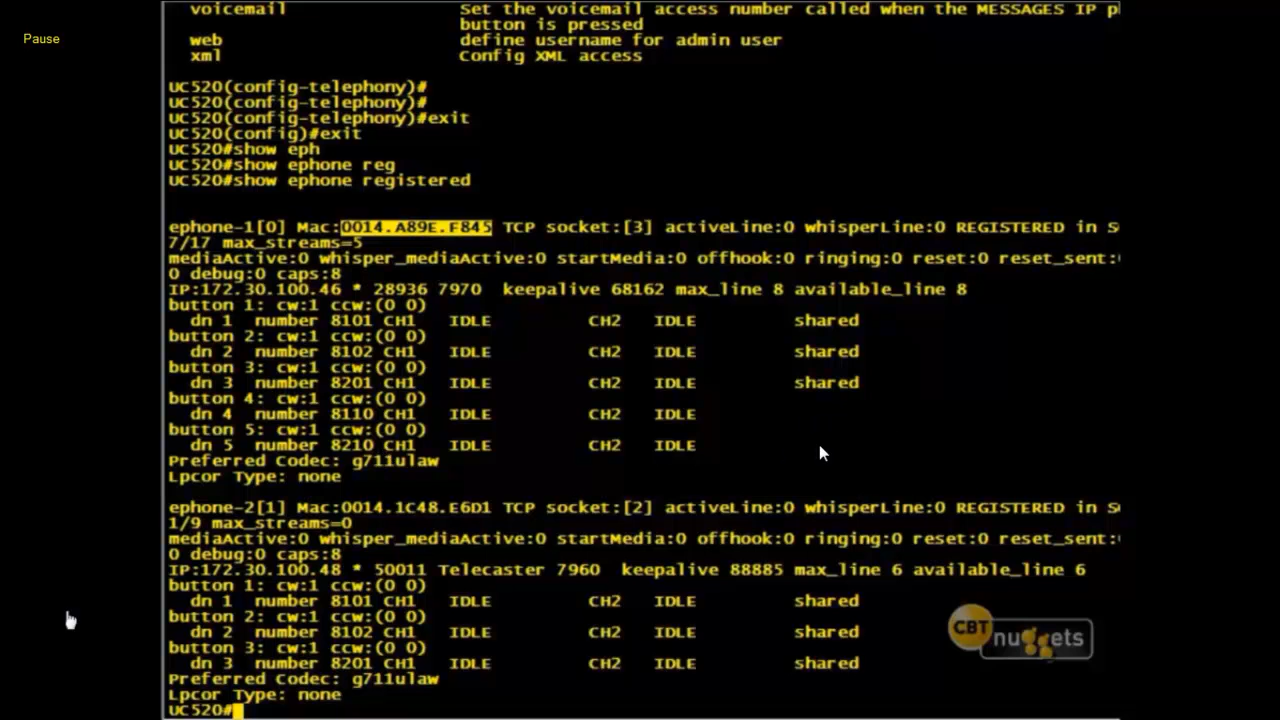 Pause
voicemail Set the voicemail access number called when the MESSAGES IP p
button is pressed
web define username for admin user
xml Config XML access
UC520(config-telephony)#
UC520(config-telephony)#
UC520(config-telephony)#exit
UC520(config)#exit
UC520#show eph
UC520#show ephone reg
UC520#show ephone registered
ephone-1[0] Mac:0014.A89E.F845 TCP socket:[3] activeLine:0 whisperLine:0 REGISTERED in S
7/17 max_streams=5
mediaActive:0 whisper_mediaActive:0 startMedia:0 offhook:0 ringing:0 reset:0 reset_sent:
0 debug:0 caps:8
IP:172.30.100.46 * 28936 7970 keepalive 68162 max_line 8 available_line 8
button 1: cw:1 ccw:(0 0)
dn 1 number 8101 CH1 IDLE CH2 IDLE shared
button 2: cw:1 ccw:(0 0)
dn 2 number 8102 CH1 IDLE CH2 IDLE shared
button 3: cw:1 ccw:(0 0)
dn 3 number 8201 CH1 IDLE CH2 IDLE shared
button 4: cw:1 ccw:(0 0)
dn 4 number 8110 CH1 IDLE CH2 IDLE
button 5: cw:1 ccw:(0 0)
dn 5 number 8210 CH1 IDLE CH2 IDLE
Preferred Codec: g711ulaw
Lpcor Type: none
ephone-2[1] Mac:0014.1C48.E6D1 TCP socket:[2] activeLine:0 whisperLine:0 REGISTERED in S
1/9 max_streams=0
mediaActive:0 whisper_mediaActive:0 startMedia:0 offhook:0 ringing:0 reset:0 reset_sent:
0 debug:0 caps:8
IP:172.30.100.48 * 50011 Telecaster 7960 keepalive 88885 max_line 6 available_line 6
button 1: cw:1 ccw:(0 0)
dn 1 number 8101 CH1 IDLE CH2 IDLE shared
button 2: cw:1 ccw:(0 0)
dn 2 number 8102 CH1 IDLE CH2 IDLE shared
button 3: cw:1 ccw:(0 0)
dn 3 number 8201 CH1 IDLE CH2 IDLE shared
Preferred Codec: g711ulaw
Lpcor Type: none
UC520#
CBT nuggets